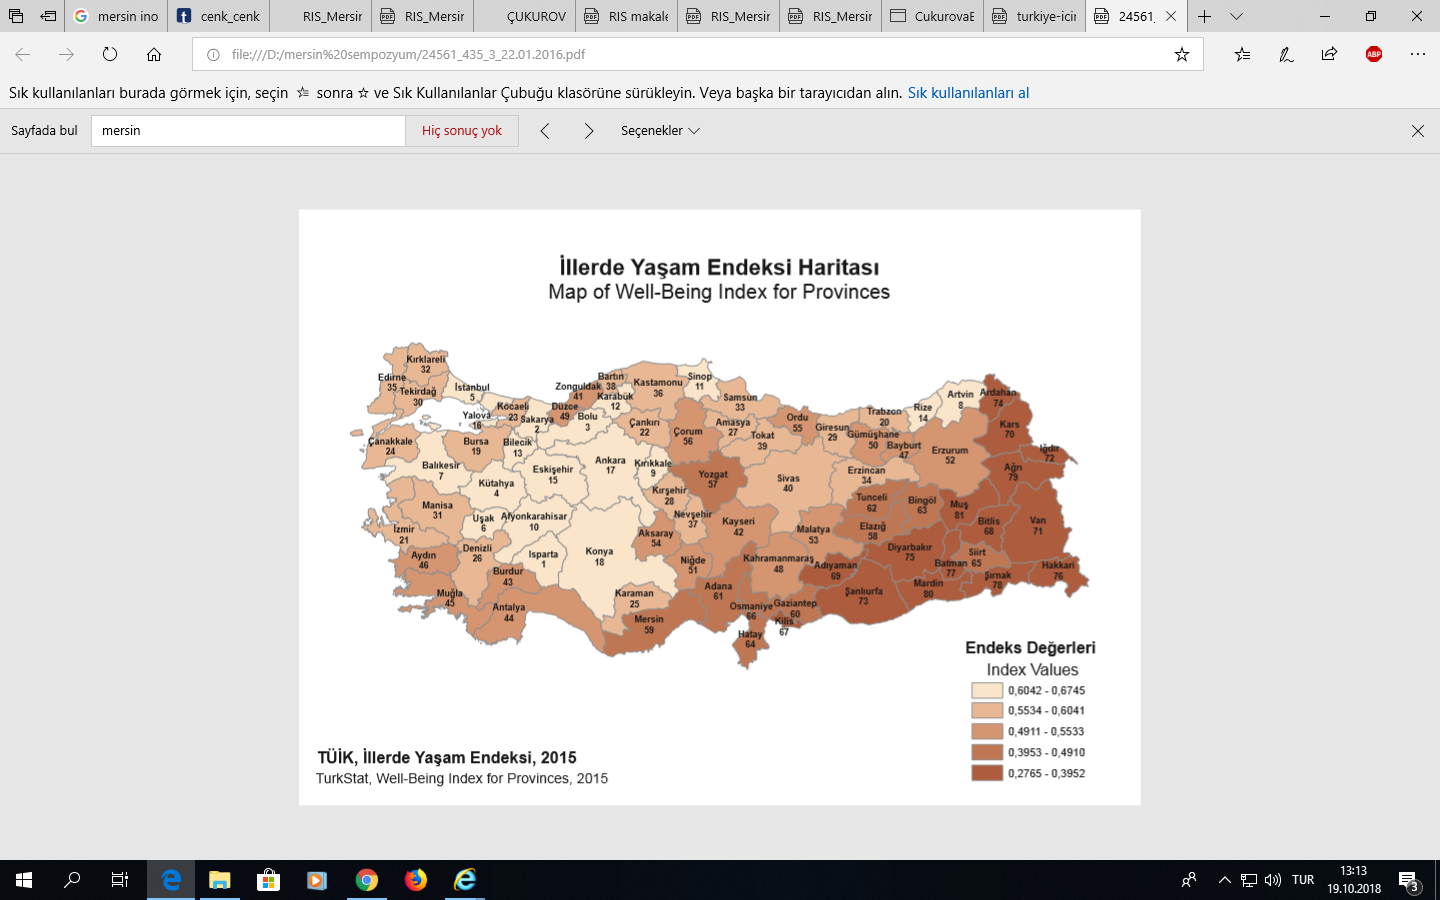 mersin ino
cenk_cenk
RIS_Mersir
RIS_Mersir
ÇUKUROV
RIS makale
RIS_Mersir
RIS_Mersir
CukurovaE
turkiye-icir
24561_
file:///D:/mersin%20sempozyum/24561_435_3_22.01.2016.pdf
ABP
Sık kullanılanları burada görmek için, seçin sonra ve Sık Kullanılanlar Çubuğu klasörüne sürükleyin. Veya başka bir tarayıcıdan alın. Sık kullanılanları al
Sayfada bul
mersin
Hiç sonuç yok
Seçenekler
İllerde Yaşam Endeksi Haritası
Map of Well-Being Index for Provinces
Kırklareli
32
Edirne
35
Tekirdağ
30
İstanbul
5
Yalova
16
Kocaeli
23
Sakarya
2
Düzce
49
Zonguldak
41
Bartın
38
Karabük
12
Bolu
3
Kastamonu
36
Sinop
11
Çankırı
22
Samsun
33
Çorum
56
Amasya
27
Tokat
39
Ordu
55
Giresun
29
Trabzon
20
Gümüşhane
50
Rize
14
Bayburt
47
Artvin
8
Ardahan
74
Kars
70
Iğdır
72
Erzurum
52
Ağrı
79
Çanakkale
24
Balıkesir
7
Bursa
19
Bilecik
13
Eskişehir
15
Kütahya
4
Ankara
17
Kırıkkale
9
Kırşehir
28
Yozgat
57
Sivas
40
Erzincan
34
Tunceli
62
Bingöl
63
Muş
81
Bitlis
68
Van
71
Manisa
31
İzmir
21
Uşak
6
Afyonkarahisar
10
Aydın
46
Denizli
26
Isparta
1
Burdur
43
Muğla
45
Antalya
44
Konya
18
Karaman
25
Aksaray
54
Nevşehir
37
Niğde
51
Kayseri
42
Malatya
53
Elazığ
58
Diyarbakır
75
Batman
77
Siirt
65
Şırnak
78
Hakkari
76
Mardin
80
Kahramanmaraş
48
Adıyaman
69
Şanlıurfa
73
Mersin
59
Adana
61
Osmaniye
66
Gaziantep
60
Kilis
67
Hatay
64
Endeks Değerleri
Index Values
0,6042 - 0,6745
0,5534 - 0,6041
0,4911 - 0,5533
0,3953 - 0,4910
0,2765 - 0,3952
TÜİK, İllerde Yaşam Endeksi, 2015
TurkStat, Well-Being Index for Provinces, 2015
TUR
13:13
19.10.2018
3